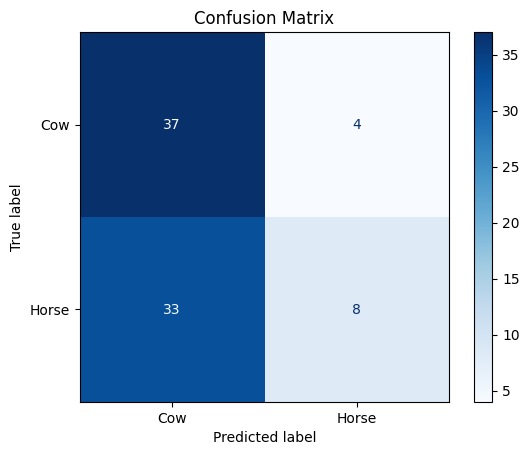 Confusion Matrix
True label
Cow
37
4
Horse
33
8
Cow
Horse
Predicted label
35
30
25
20
15
10
5